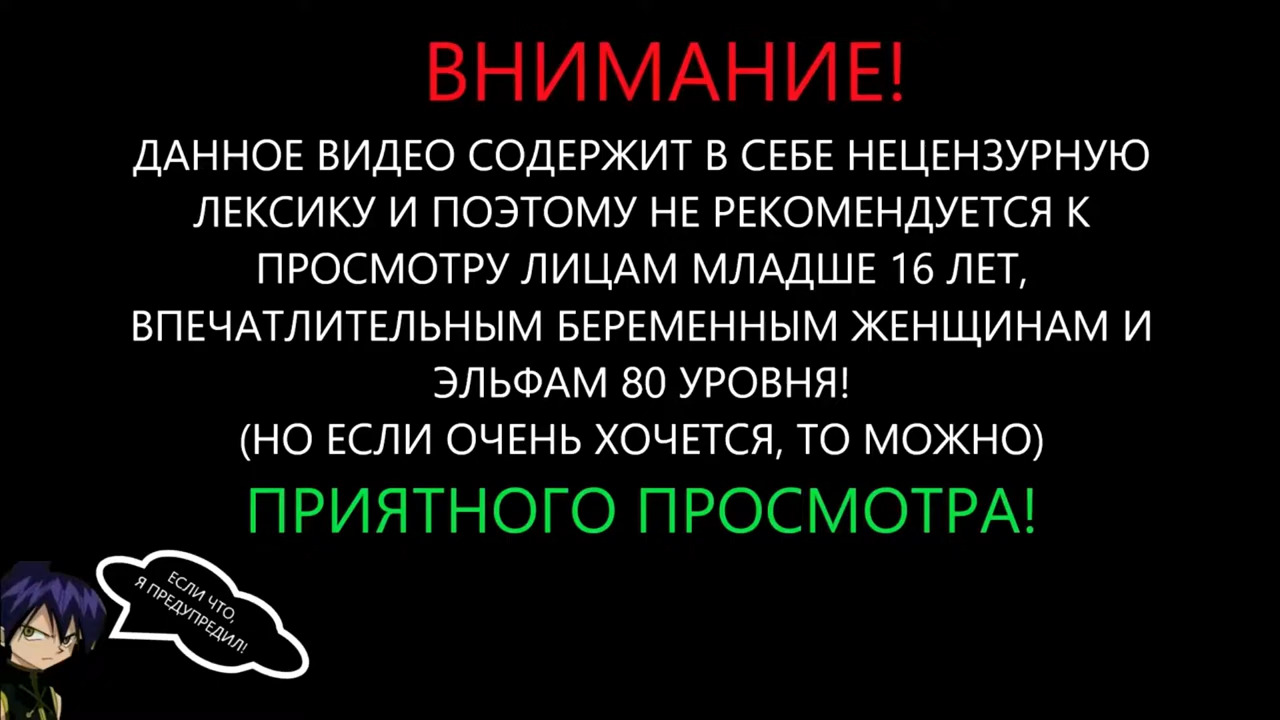 ВНИМАНИЕ!
ДАННОЕ ВИДЕО СОДЕРЖИТ В СЕБЕ НЕЦЕНЗУРНУЮ
ЛЕКСИКУ И ПОЭТОМУ НЕ РЕКОМЕНДУЕТСЯ К
ПРОСМОТРУ ЛИЦАМ МЛАДШЕ 16 ЛЕТ,
ВПЕЧАТЛИТЕЛЬНЫМ БЕРЕМЕННЫМ ЖЕНЩИНАМ И
ЭЛЬФАМ 80 УРОВНЯ!
(НО ЕСЛИ ОЧЕНЬ ХОЧЕТСЯ, ТО МОЖНО)
ПРИЯТНОГО ПРОСМОТРА!
ЕСЛИ ЧТО,
Я ПРЕДУПРЕДИЛ!